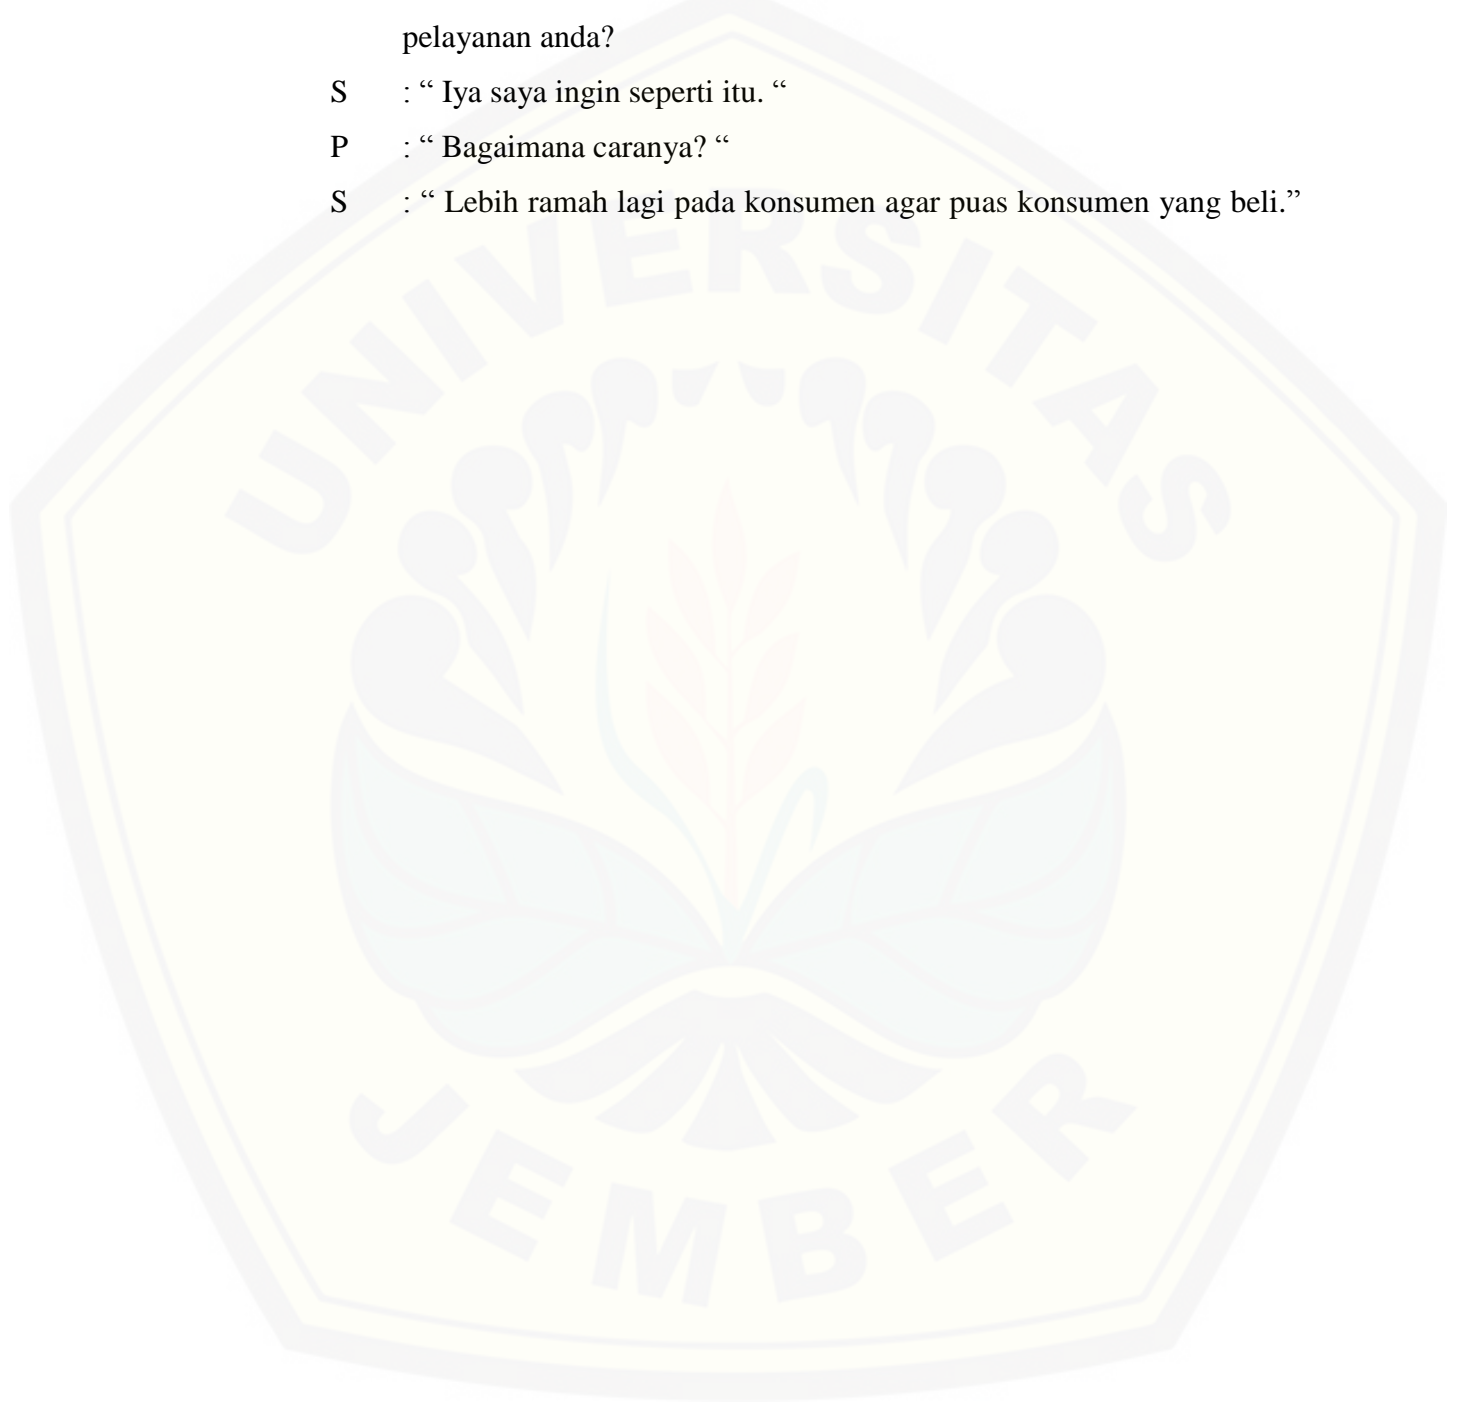 pelayanan anda?
S : “ Iya saya ingin seperti itu. “
P : “ Bagaimana caranya? “
S : “ Lebih ramah lagi pada konsumen agar puas konsumen yang beli.”
UNIVERSITAS
JEMBER